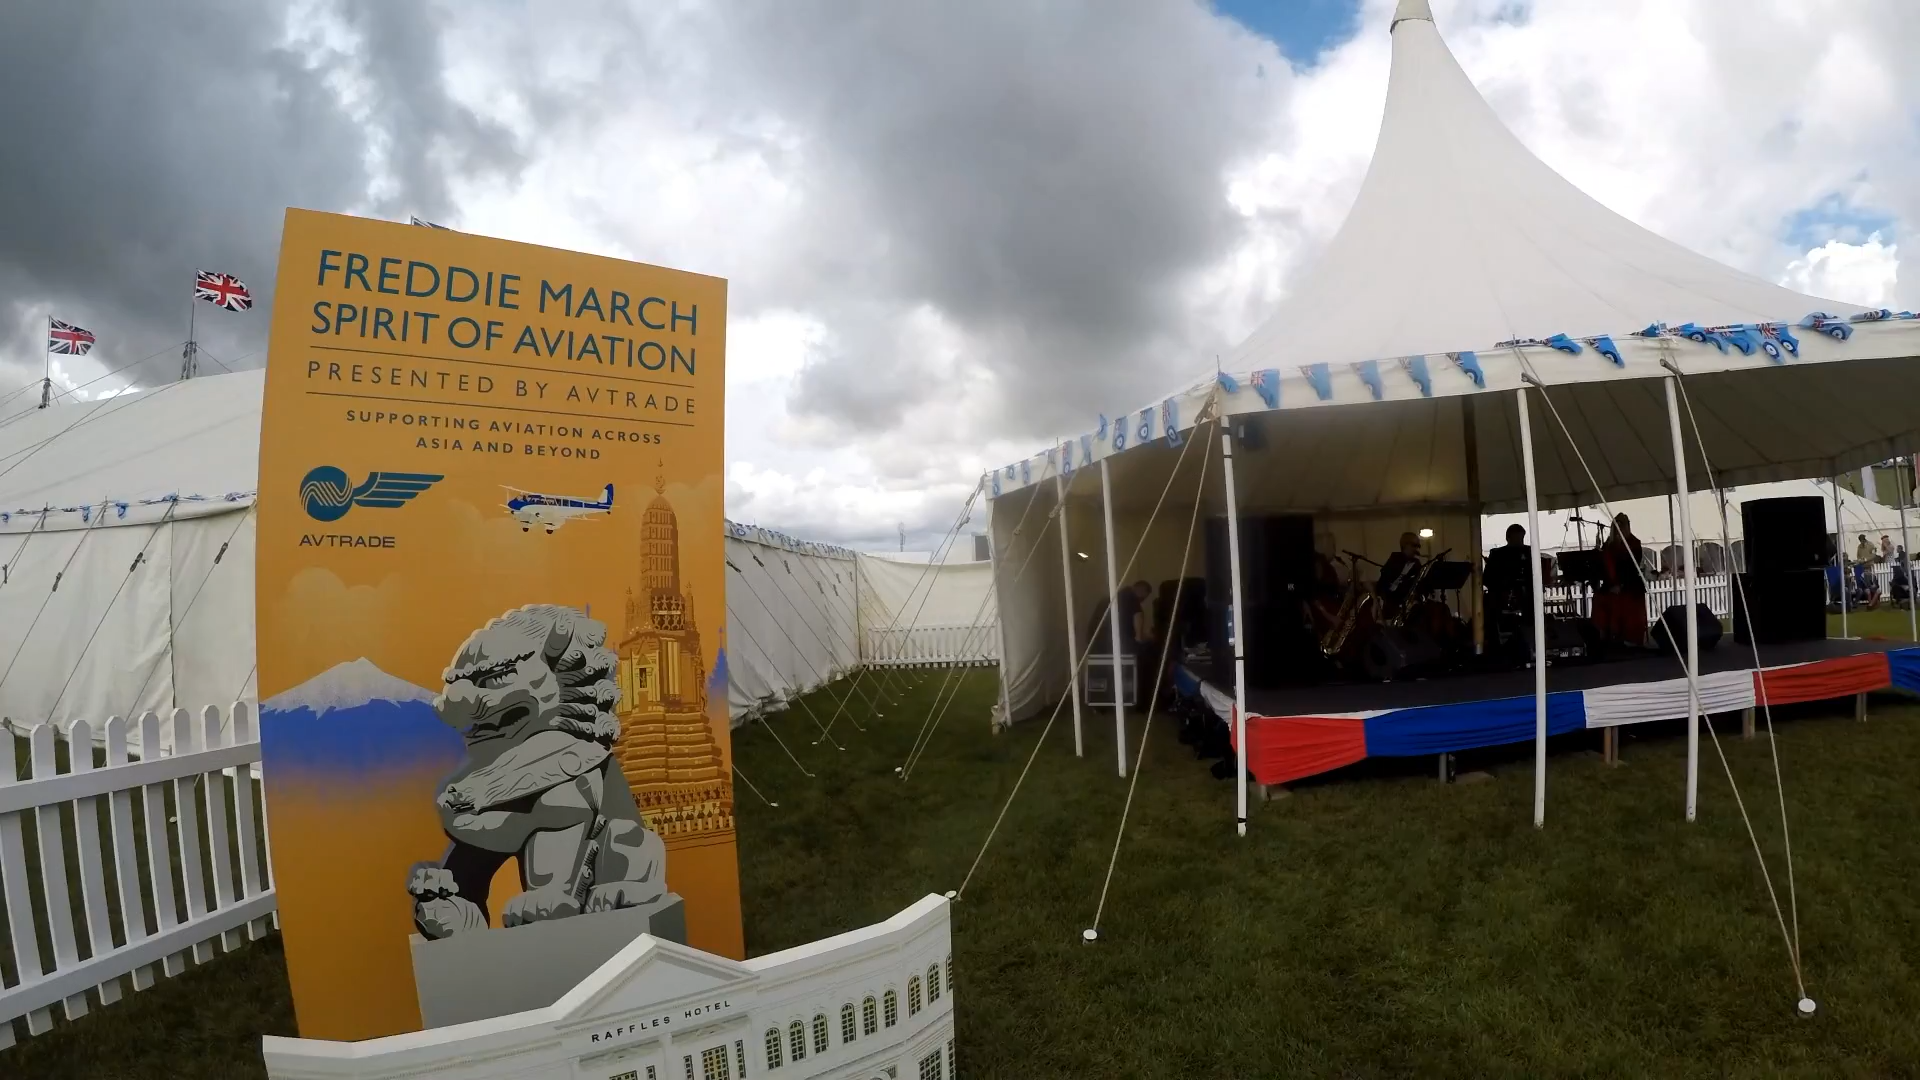 FREDDIE MARCH
SPIRIT OF AVIATION
PRESENTED BY AVTRADE
SUPPORTING AVIATION ACROSS
ASIA AND BEYOND
AVTRADE
RAFFLES HOTEL